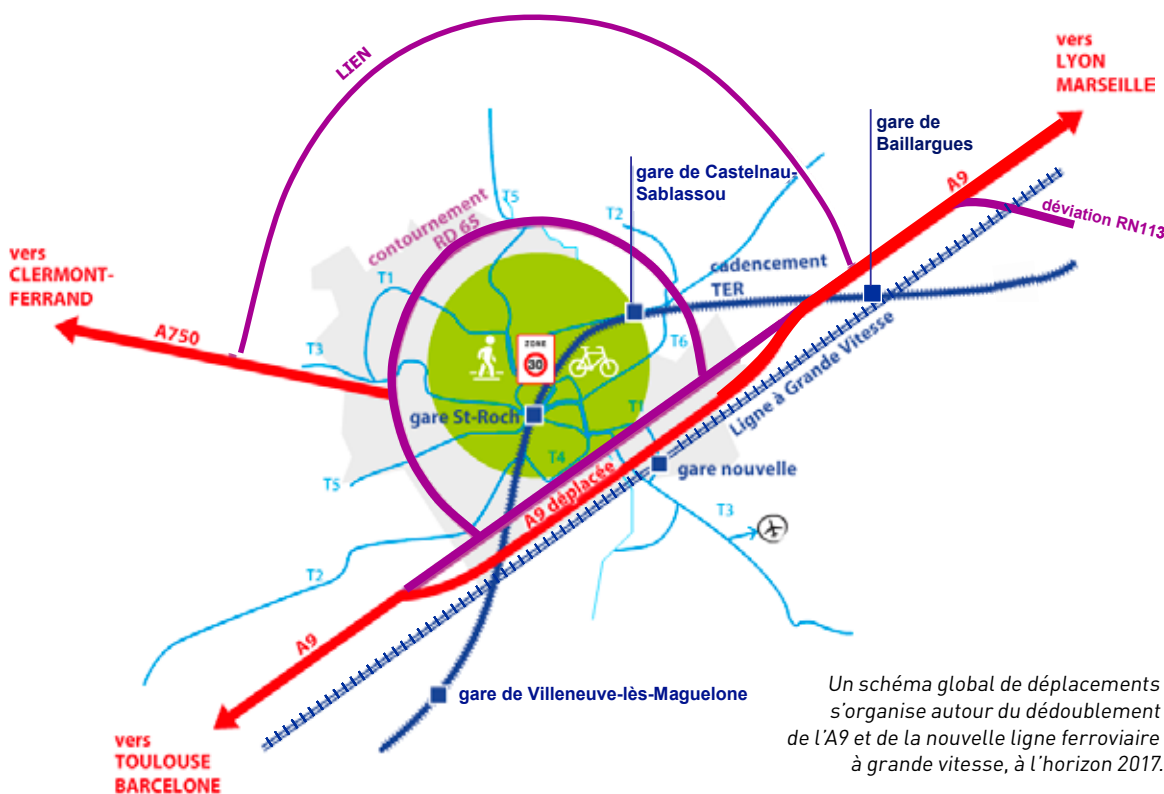 LIEN
vers
LYON
MARSEILLE
gare de
Baillargues
gare de Castelnau-
Sablassou
A9
déviation RN113
T5
T2
contournement
RD 65
vers
CLERMONT-
FERRAND
T1
cadencement
TER
A750
T3
ZONE
30
T6
Ligne à Grande Vitesse
gare St-Roch
T1
T4
gare nouvelle
T5
A9 déplacée
T3
T2
A9
gare de Villeneuve-lès-Maguelone
vers
TOULOUSE
BARCELONE
Un schéma global de déplacements
s'organise autour du dédoublement
de l'A9 et de la nouvelle ligne ferroviaire
à grande vitesse, à l'horizon 2017.